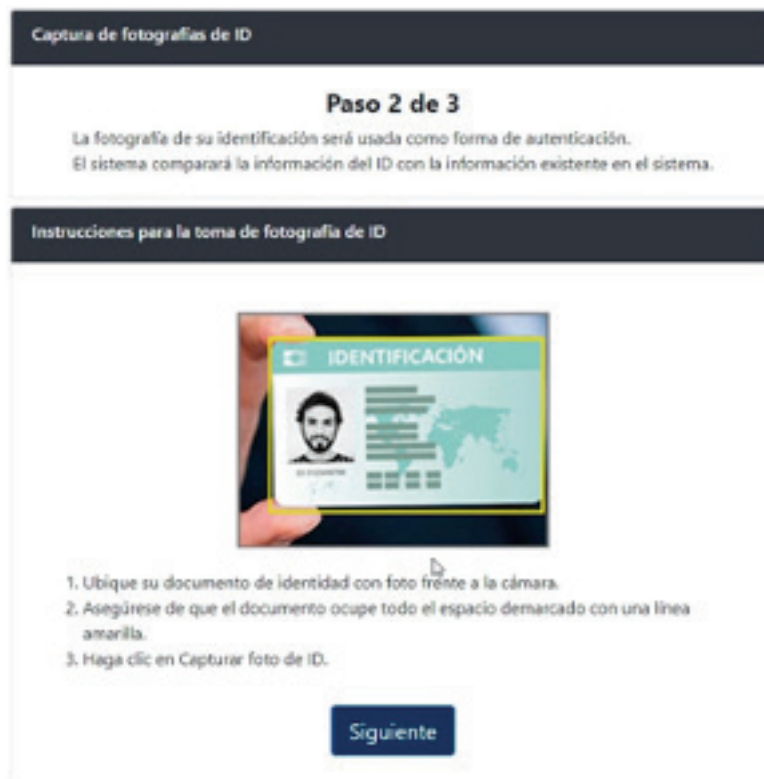 Captura de fotografías de ID
Paso 2 de 3
La fotografía de su identificación será usada como forma de autenticación.
El sistema comparará la información del ID con la información existente en el sistema.
Instrucciones para la toma de fotografía de ID
IDENTIFICACIÓN
1. Ubique su documento de identidad con foto frente a la cámara.
2. Asegúrese de que el documento ocupe todo el espacio demarcado con una línea
amarilla.
3. Haga clic en Capturar foto de ID.
Siguiente